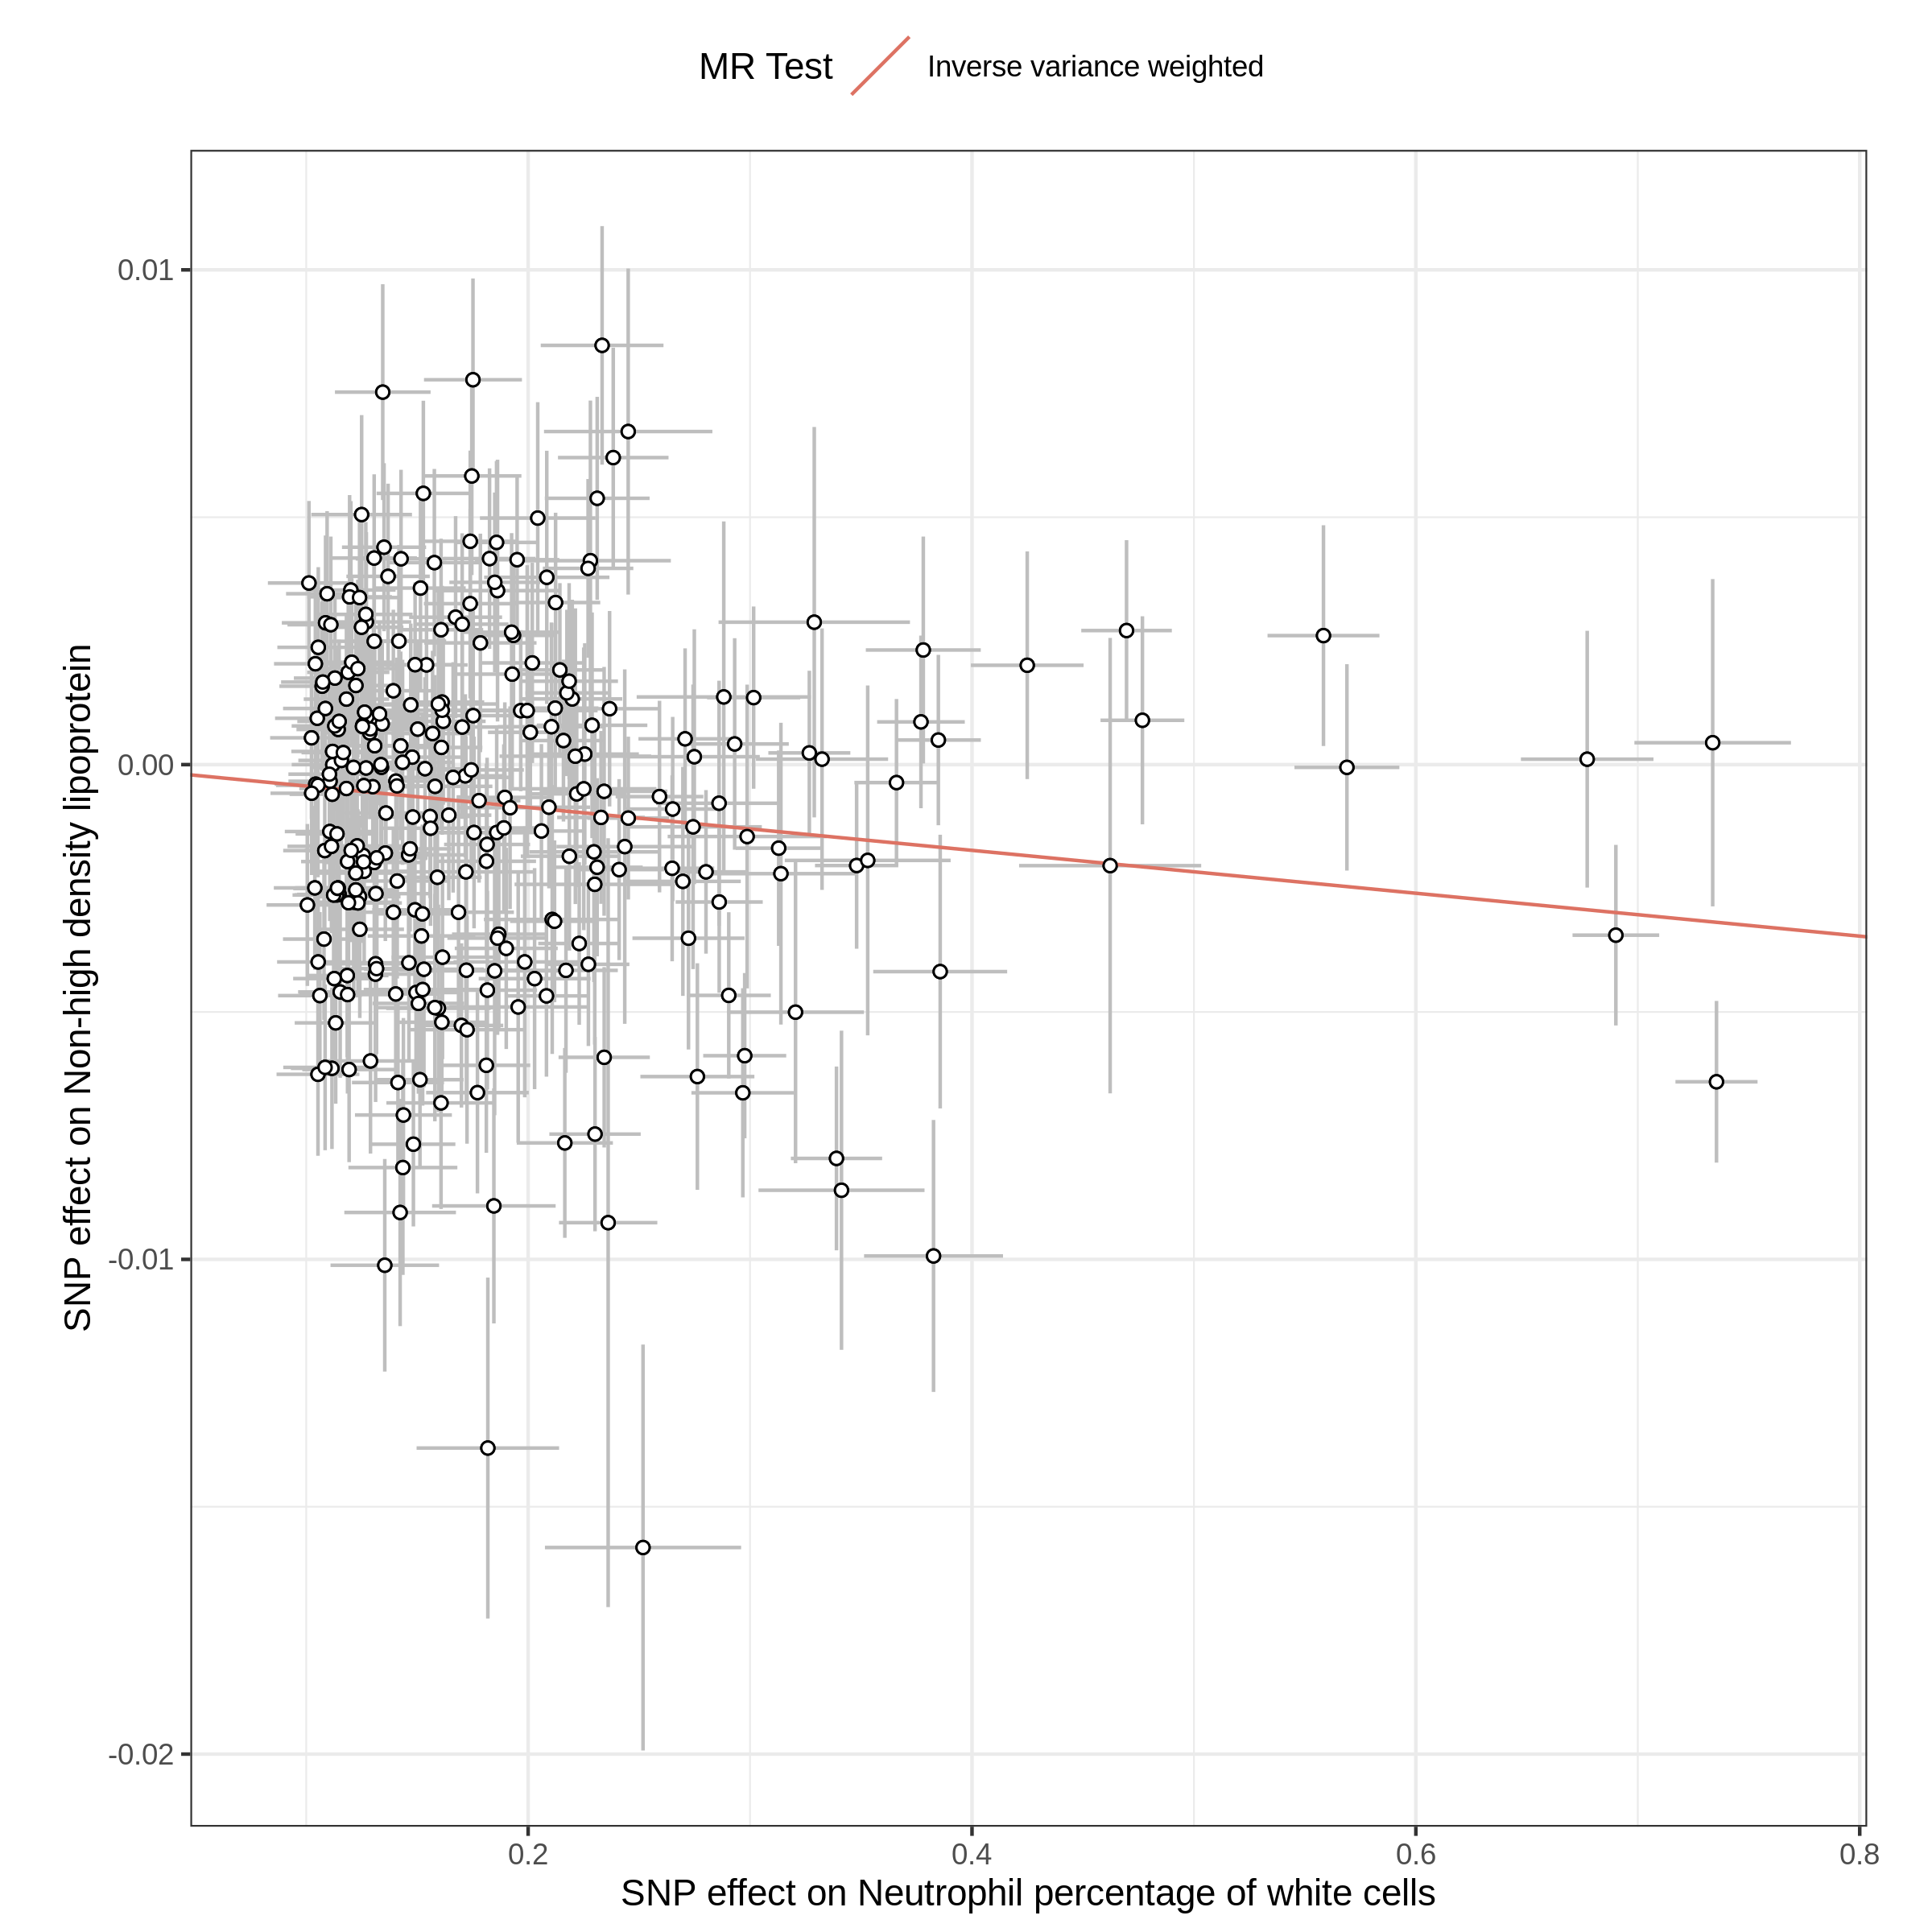 MR Test Inverse variance weighted
SNP effect on Non-high density lipoprotein
0.01
0.00
-0.01
-0.02
0.2 0.4 0.6 0.8
SNP effect on Neutrophil percentage of white cells